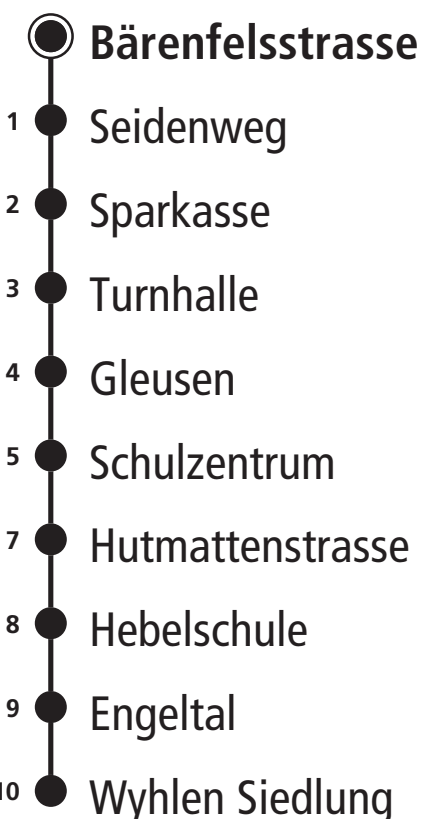 Bärenfelsstrasse
1 Seidenweg
2 Sparkasse
3 Turnhalle
4 Gleusen
5 Schulzentrum
7 Hutmattenstrasse
8 Hebelschule
9 Engeltal
10 Wyhlen Siedlung